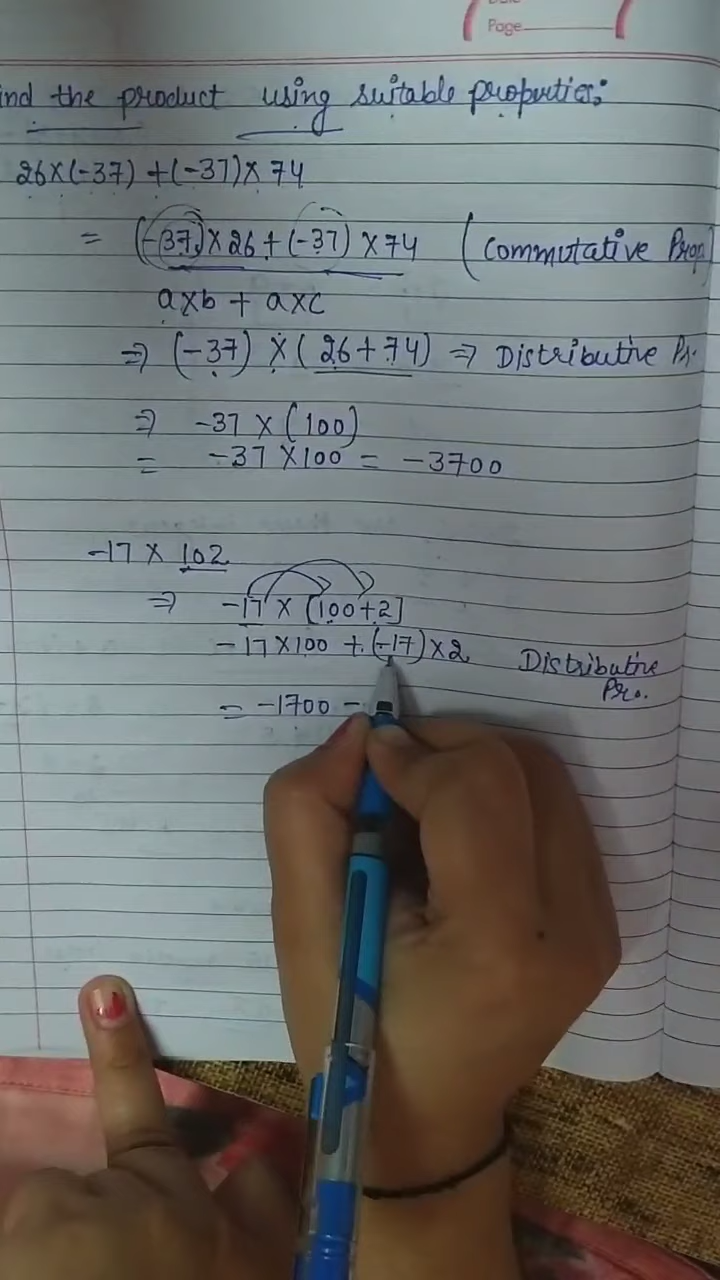 Page
ind the product using suitable properties:
26×(-37) +(-37)× 74
= (-37)×26+(-37) ×74 (Commutative Prop)
a×b + a×c
⇒ (-37) ×(26+74) ⇒ Distributive Pr.
⇒ -37 × (100)
= -37 ×100 = -3700
-17 × 102
⇒ -17 × [100+2]
-17×100 + (-17)×2 Distributive Pro.
= -1700 -